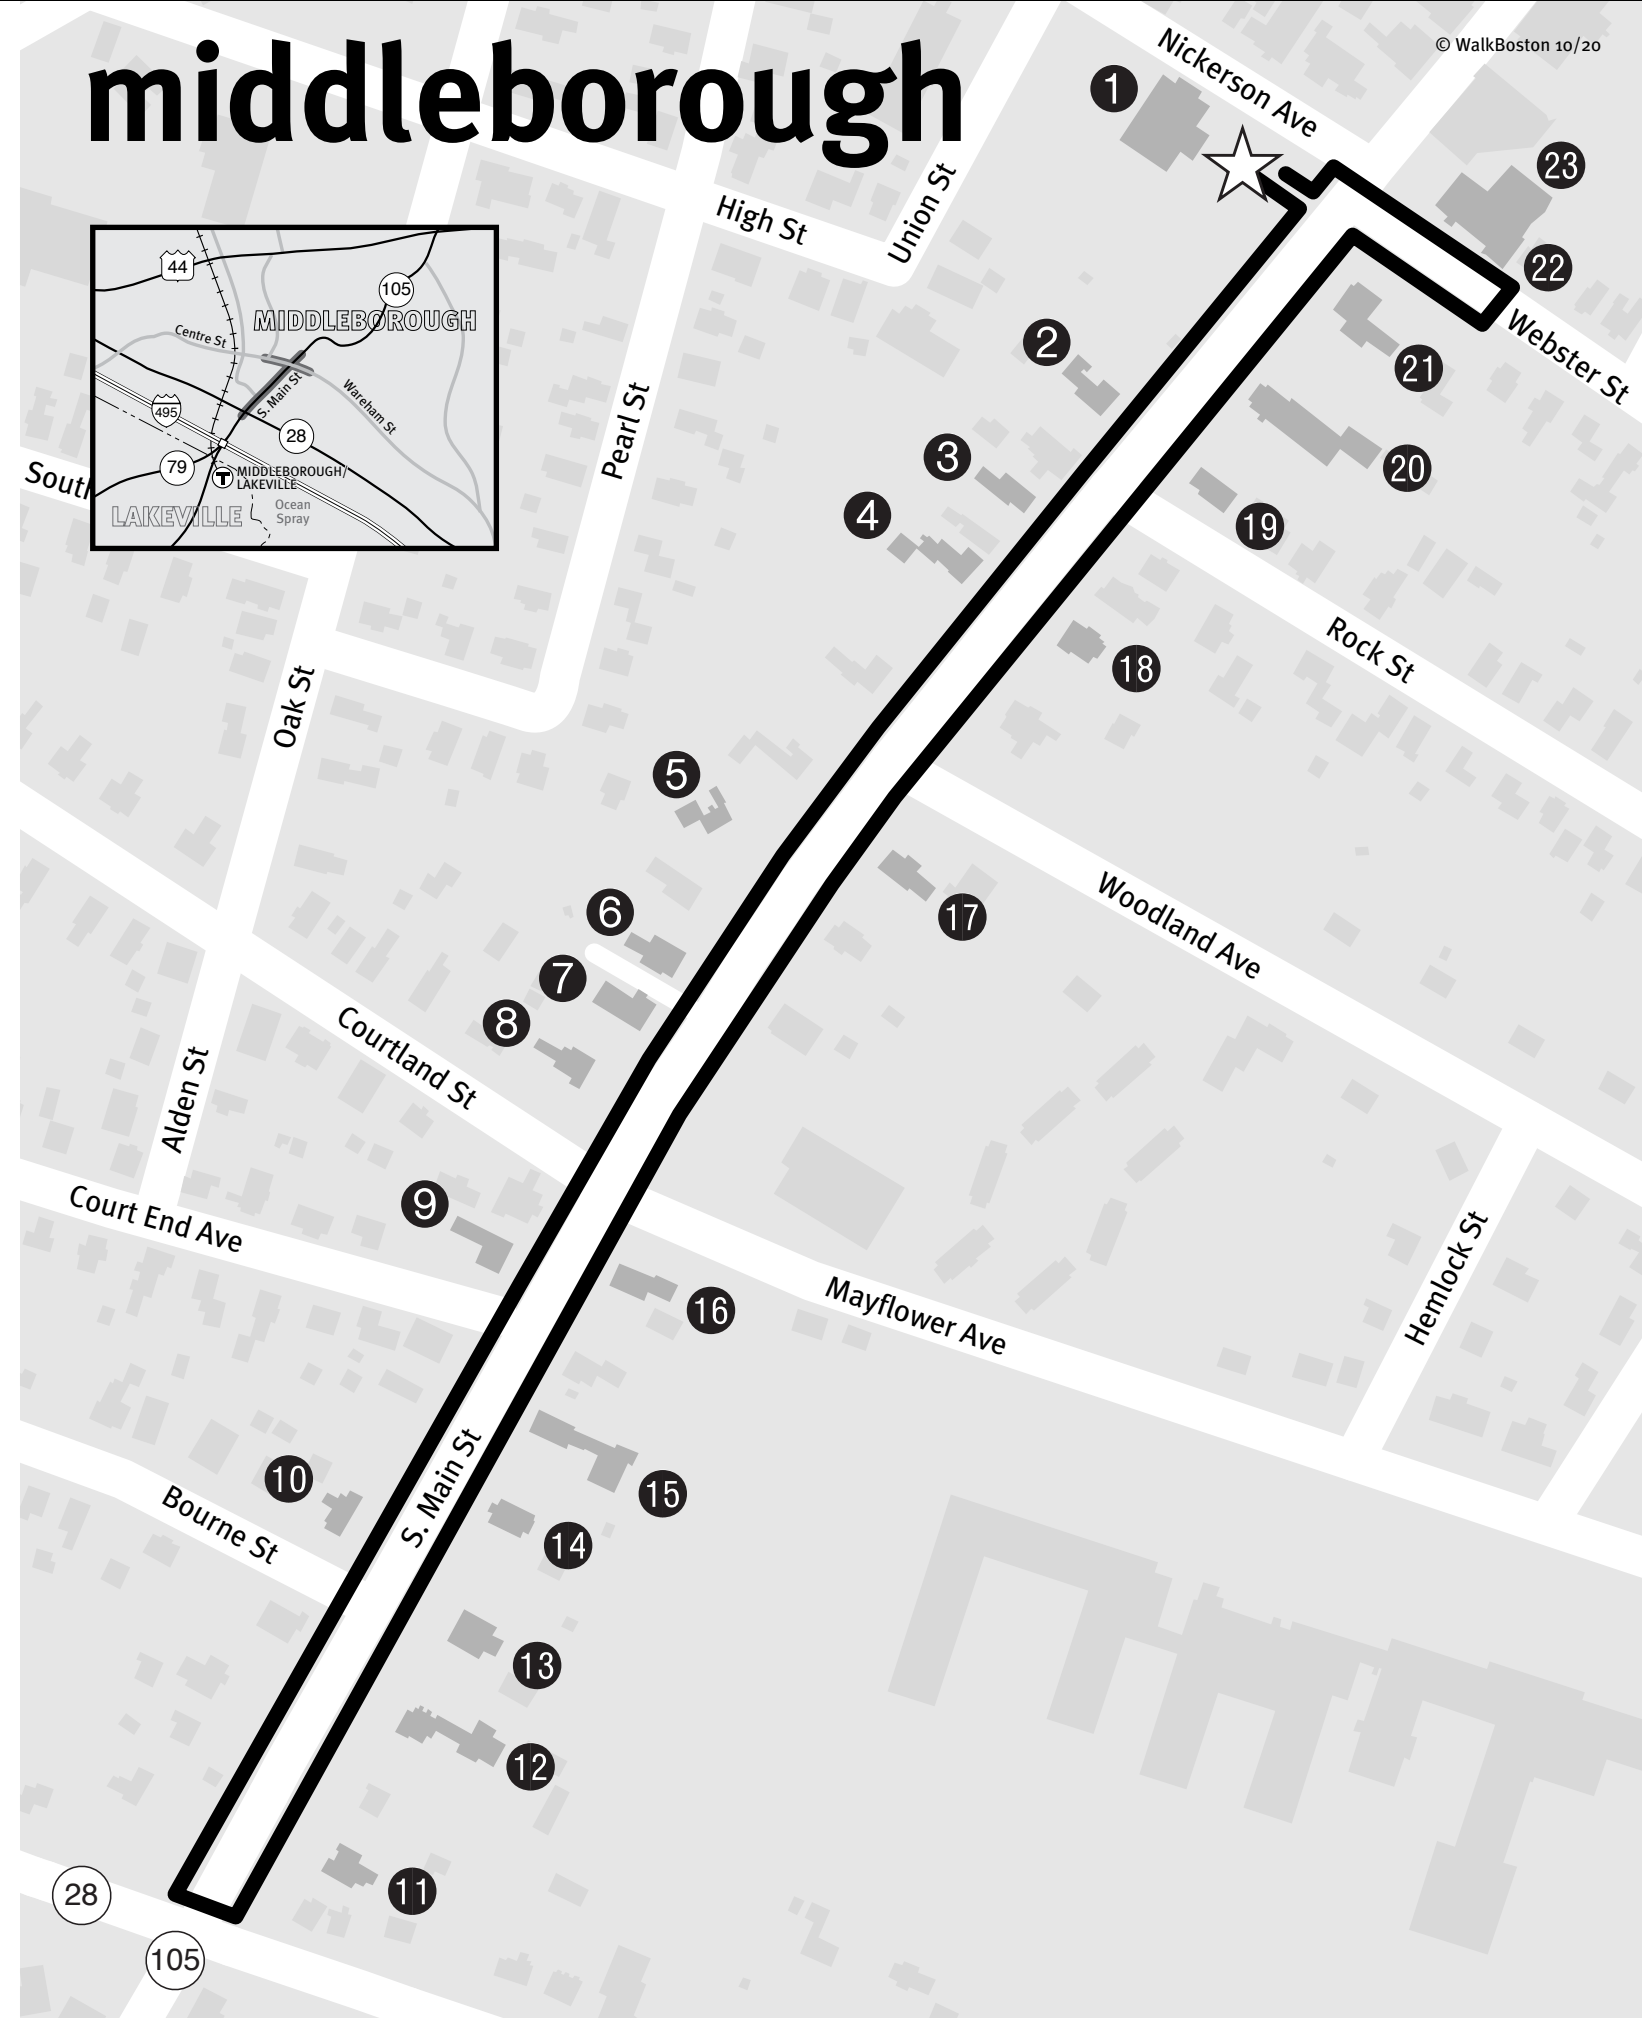 middleborough
© WalkBoston 10/20
Nickerson Ave
1
23
High St
Union St
22
44
105
MIDDLEBOROUGH
Centre St
S. Main St
Wareham St
495
28
79
MIDDLEBOROUGH/
LAKEVILLE
LAKEVILLE
Ocean
Spray
South
Webster St
2
21
Pearl St
3
20
4
19
Rock St
18
Oak St
5
17
Woodland Ave
6
7
8
Courtland St
Alden St
9
Court End Ave
16
Mayflower Ave
Hemlock St
S. Main St
10
15
Bourne St
14
13
12
11
28
105